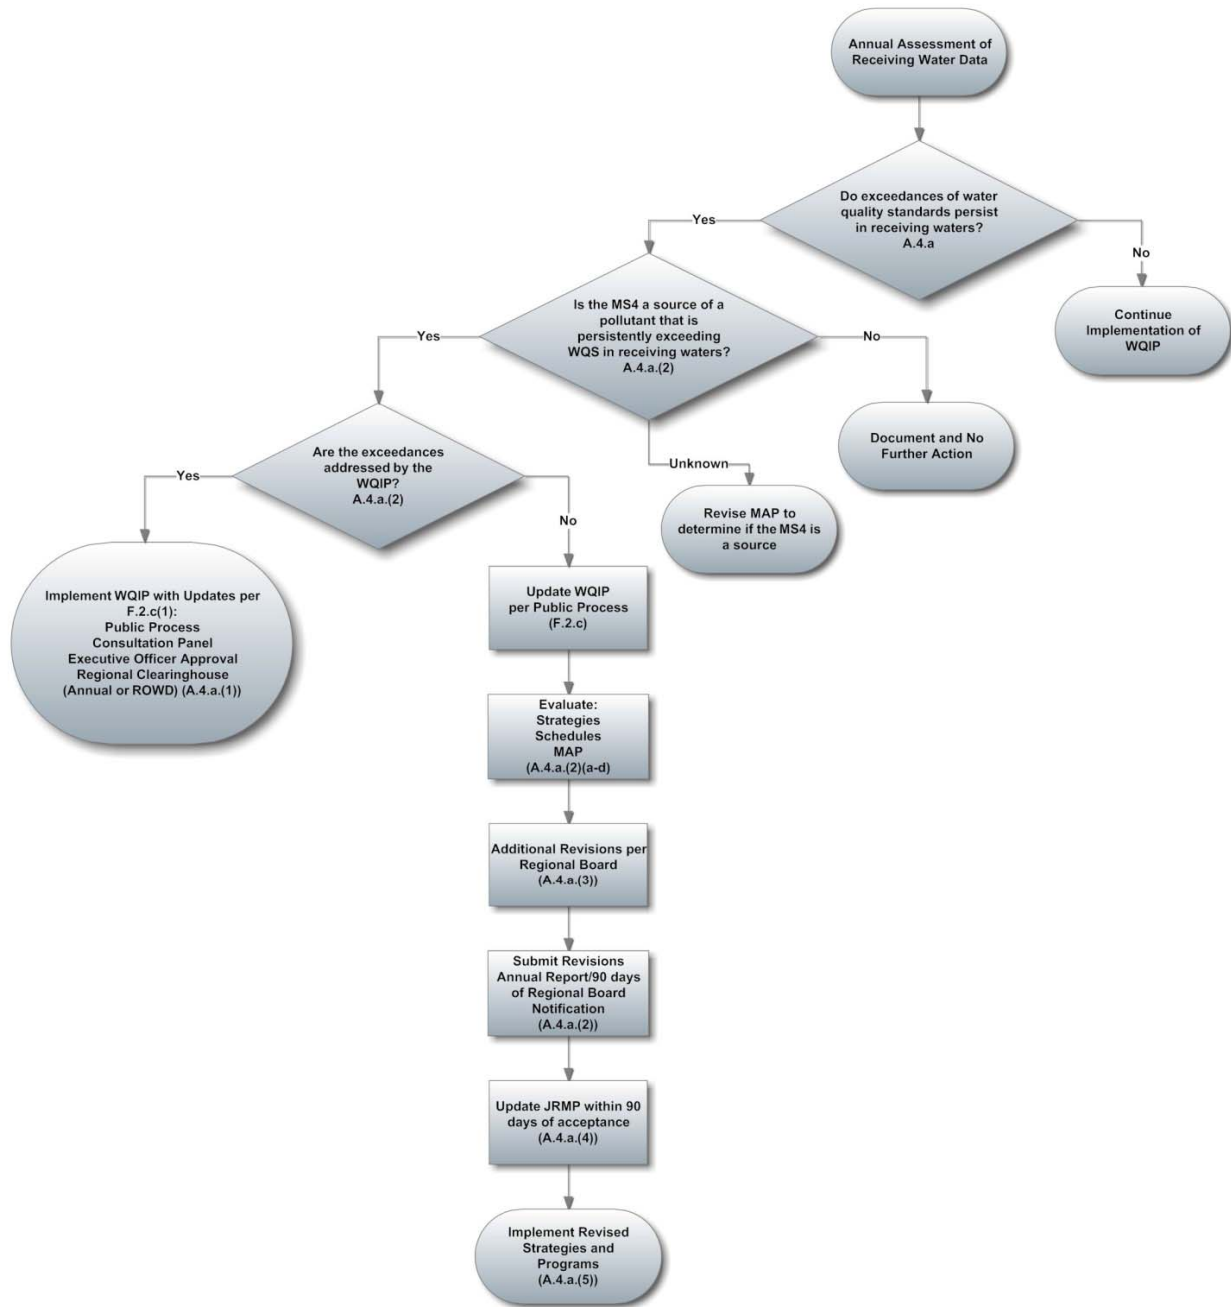 Annual Assessment of
Receiving Water Data
Do exceedances of water
quality standards persist
in receiving waters?
A.4.a
Yes
No
Continue
Implementation of
WQIP
Is the MS4 a source of a
pollutant that is
persistently exceeding
WQS in receiving waters?
A.4.a.(2)
Yes
No
Unknown
Document and No
Further Action
Revise MAP to
determine if the MS4 is
a source
Are the exceedances
addressed by the
WQIP?
A.4.a.(2)
Yes
No
Implement WQIP with Updates per
F.2.c(1):
Public Process
Consultation Panel
Executive Officer Approval
Regional Clearinghouse
(Annual or ROWD) (A.4.a.(1))
Update WQIP
per Public Process
(F.2.c)
Evaluate:
Strategies
Schedules
MAP
(A.4.a.(2)(a-d)
Additional Revisions per
Regional Board
(A.4.a.(3))
Submit Revisions
Annual Report/90 days
of Regional Board
Notification
(A.4.a.(2))
Update JRMP within 90
days of acceptance
(A.4.a.(4))
Implement Revised
Strategies and
Programs
(A.4.a.(5))